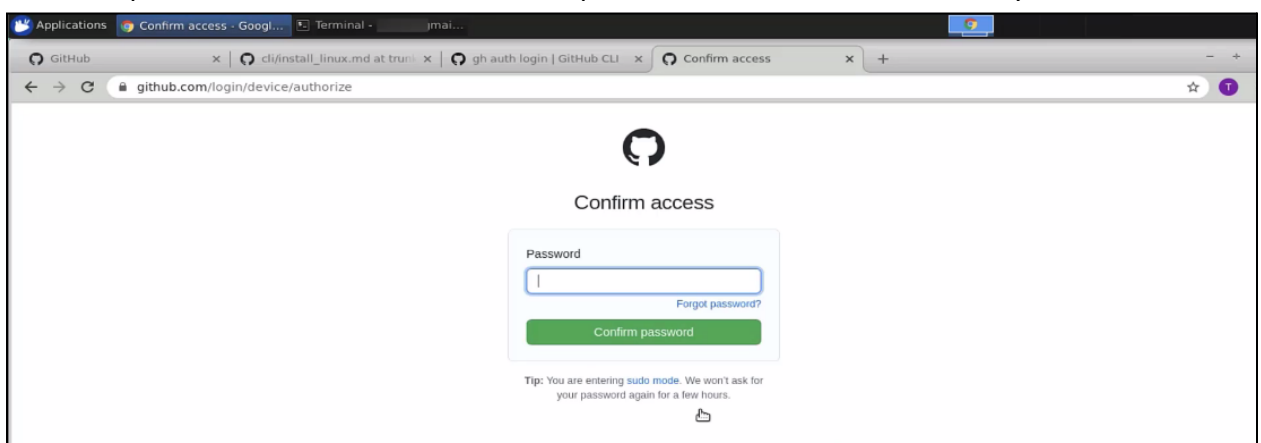 Applications Confirm access - Googl... Terminal - jmai...
GitHub cli/install_linux.md at trun gh auth login | GitHub CLI Confirm access
github.com/login/device/authorize T
Confirm access
Password
Forgot password?
Confirm password
Tip: You are entering sudo mode. We won't ask for
your password again for a few hours.